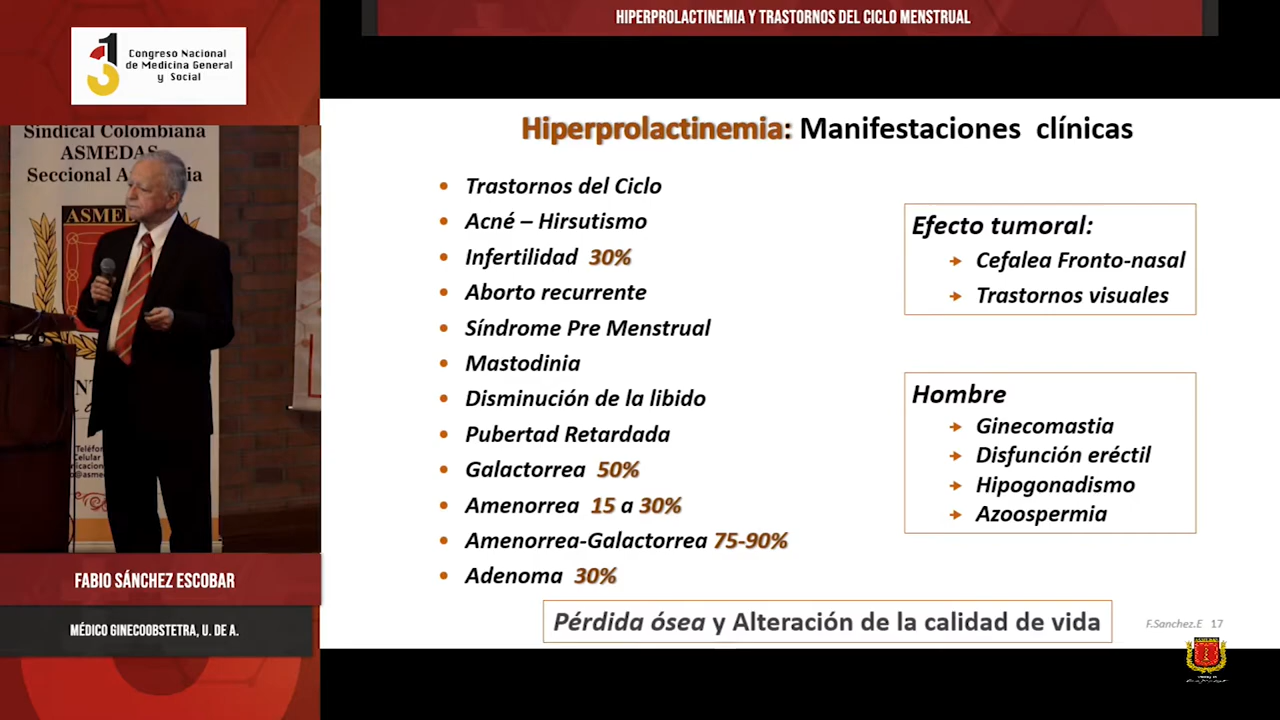 HIPERPROLACTINEMIA Y TRASTORNOS DEL CICLO MENSTRUAL
Congreso Nacional
de Medicina General
y Social
Sindical Colombiana
ASMEDAS
Seccional A ia
ASME
Teléfo
Celular
Hiperprolactinemia: Manifestaciones clínicas
• Trastornos del Ciclo
• Acné – Hirsutismo
• Infertilidad 30%
• Aborto recurrente
• Síndrome Pre Menstrual
• Mastodinia
• Disminución de la libido
• Pubertad Retardada
• Galactorrea 50%
• Amenorrea 15 a 30%
• Amenorrea-Galactorrea 75-90%
• Adenoma 30%
Efecto tumoral:
Cefalea Fronto-nasal
Trastornos visuales
Hombre
Ginecomastia
Disfunción eréctil
Hipogonadismo
Azoospermia
Pérdida ósea y Alteración de la calidad de vida
F.Sanchez.E 17
FABIO SÁNCHEZ ESCOBAR
MÉDICO GINECOOBSTETRA, U. DE A.